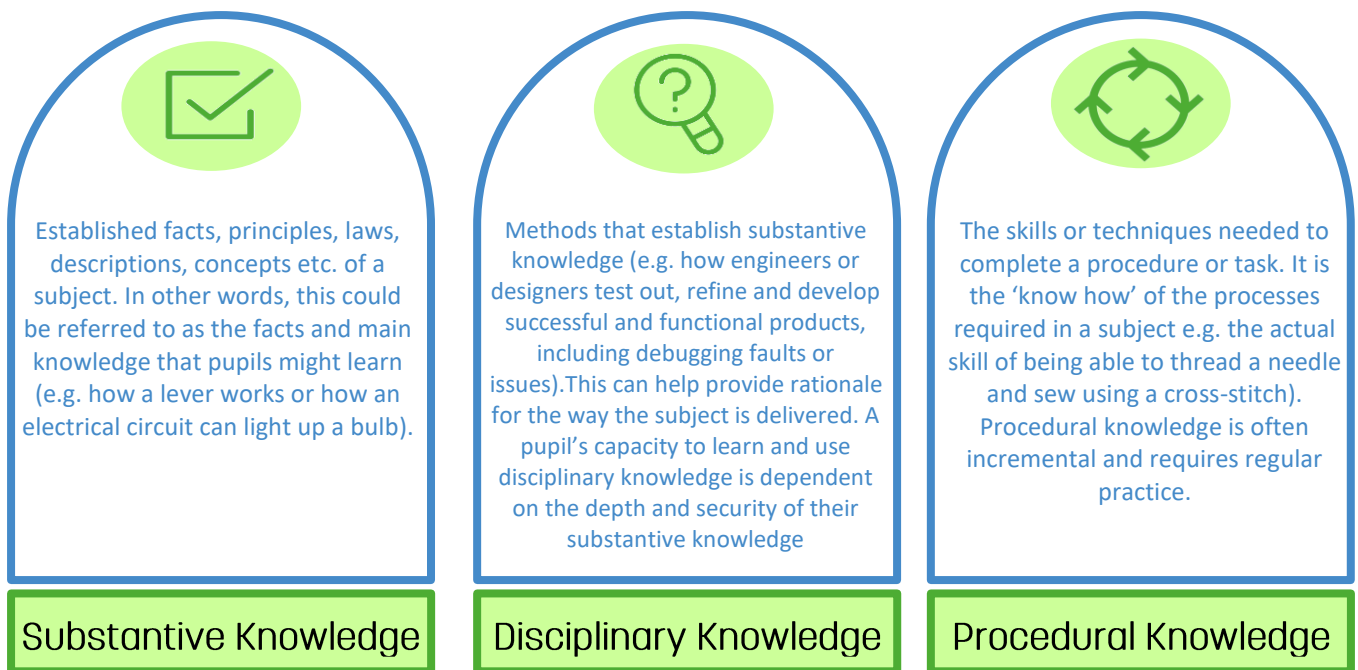 Established facts, principles, laws,
descriptions, concepts etc. of a
subject. In other words, this could
be referred to as the facts and main
knowledge that pupils might learn
(e.g. how a lever works or how an
electrical circuit can light up a bulb).
Substantive Knowledge
Methods that establish substantive
knowledge (e.g. how engineers or
designers test out, refine and develop
successful and functional products,
including debugging faults or
issues).This can help provide rationale
for the way the subject is delivered. A
pupil’s capacity to learn and use
disciplinary knowledge is dependent
on the depth and security of their
substantive knowledge
Disciplinary Knowledge
The skills or techniques needed to
complete a procedure or task. It is
the ‘know how’ of the processes
required in a subject e.g. the actual
skill of being able to thread a needle
and sew using a cross-stitch).
Procedural knowledge is often
incremental and requires regular
practice.
Procedural Knowledge